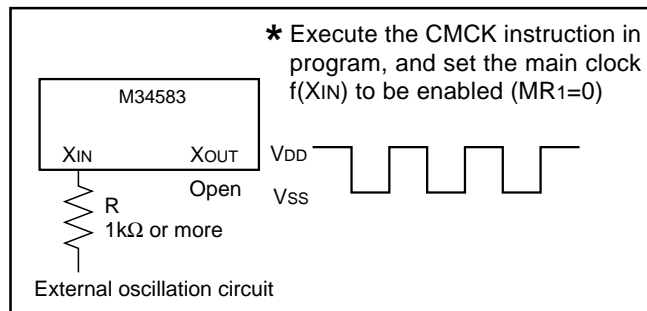 * Execute the CMCK instruction in
program, and set the main clock
f(XIN) to be enabled (MR1=0)
M34583
XIN XOUT
VDD
Open
VSS
R
1kΩ or more
External oscillation circuit